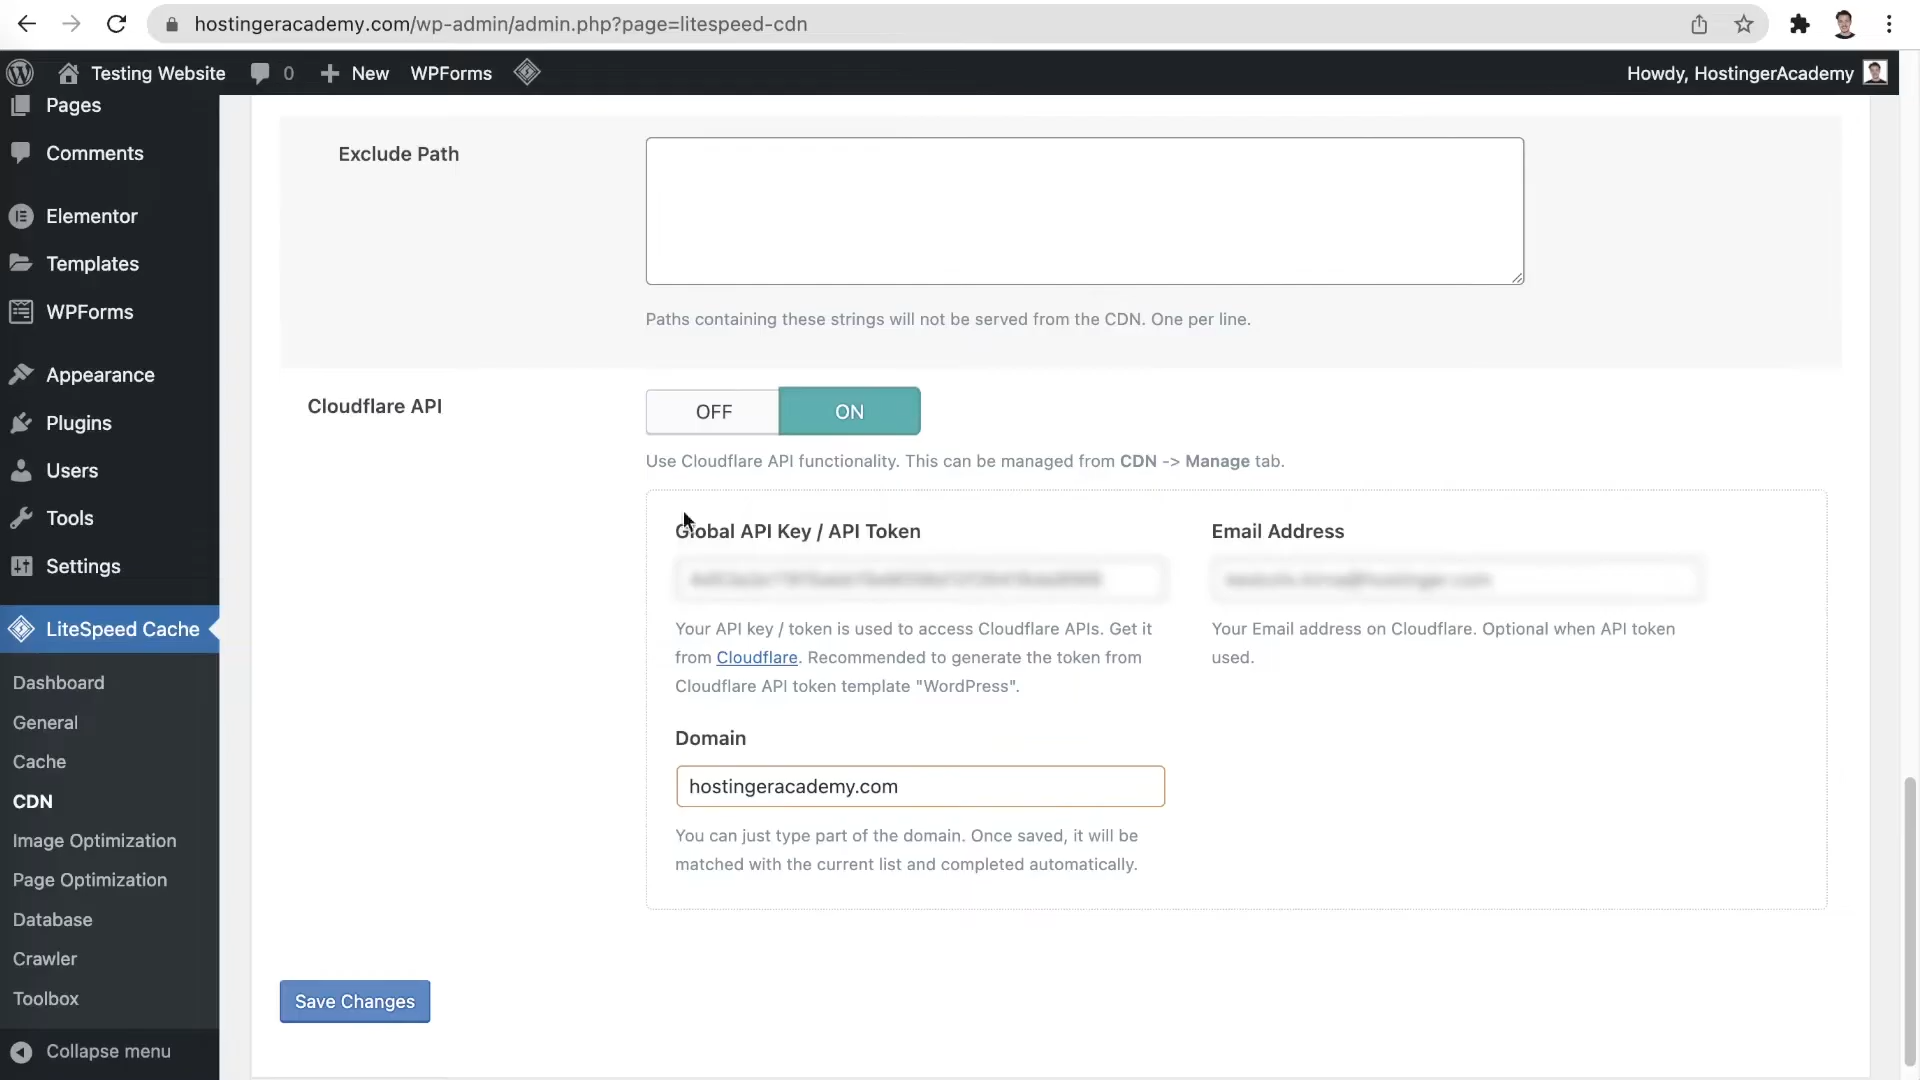 hostingeracademy.com/wp-admin/admin.php?page=litespeed-cdn
Testing Website 0 New WPForms Howdy, HostingerAcademy
Pages
Comments
Elementor
Templates
WPForms
Appearance
Plugins
Users
Tools
Settings
LiteSpeed Cache
Dashboard
General
Cache
CDN
Image Optimization
Page Optimization
Database
Crawler
Toolbox
Collapse menu
Exclude Path
Paths containing these strings will not be served from the CDN. One per line.
Cloudflare API
OFF ON
Use Cloudflare API functionality. This can be managed from CDN -> Manage tab.
Global API Key / API Token
Your API key / token is used to access Cloudflare APIs. Get it
from Cloudflare. Recommended to generate the token from
Cloudflare API token template "WordPress".
Email Address
Your Email address on Cloudflare. Optional when API token
used.
Domain
hostingeracademy.com
You can just type part of the domain. Once saved, it will be
matched with the current list and completed automatically.
Save Changes